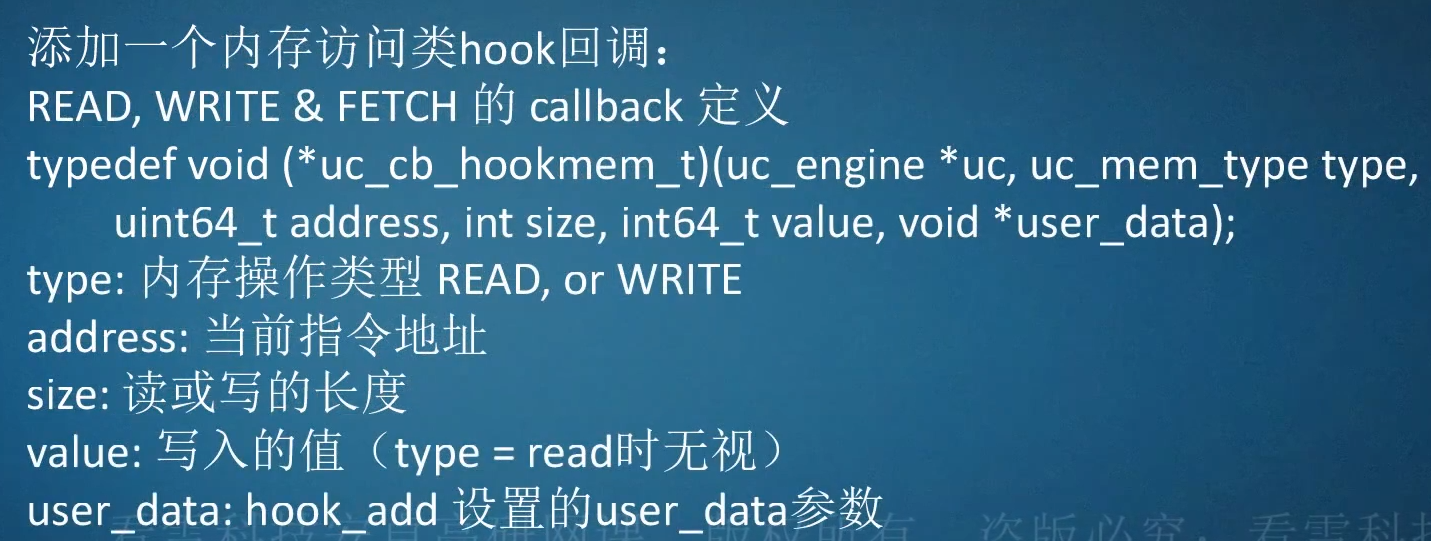 添加一个内存访问类hook回调：
READ, WRITE & FETCH 的 callback 定义
typedef void (*uc_cb_hookmem_t)(uc_engine *uc, uc_mem_type type,
uint64_t address, int size, int64_t value, void *user_data);
type: 内存操作类型 READ, or WRITE
address: 当前指令地址
size: 读或写的长度
value: 写入的值（type = read时无视）
user_data: hook_add 设置的user_data参数
版权所有，盗版必究，看雪科技